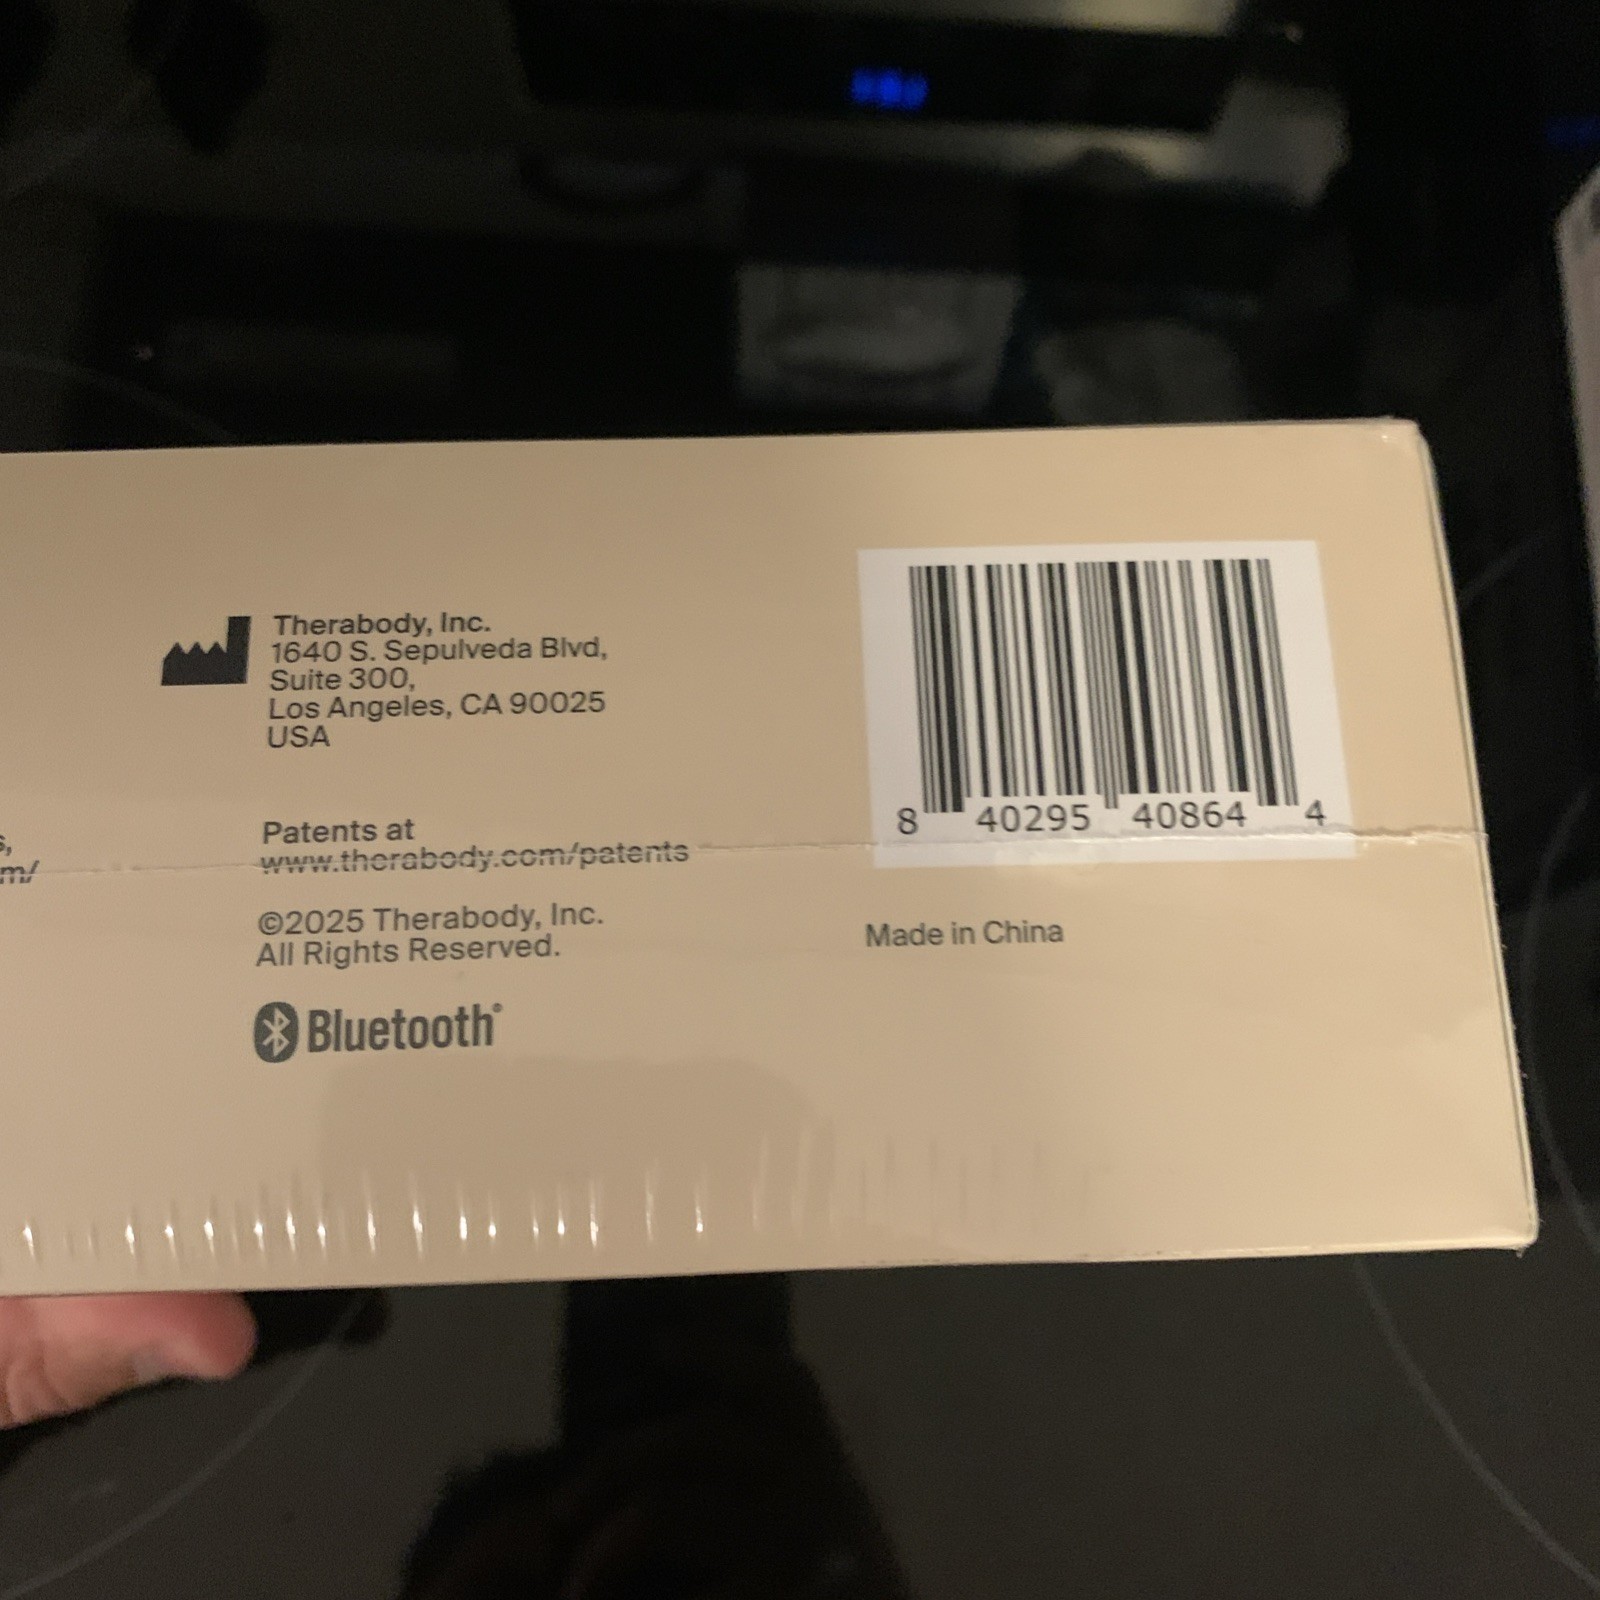 Therabody, Inc.
1640 S. Sepulveda Blvd,
Suite 300,
Los Angeles, CA 90025
USA
Patents at
www.therabody.com/patents
©2025 Therabody, Inc.
All Rights Reserved.
Bluetooth®
s,
m/
8 40295 40864 4
Made in China